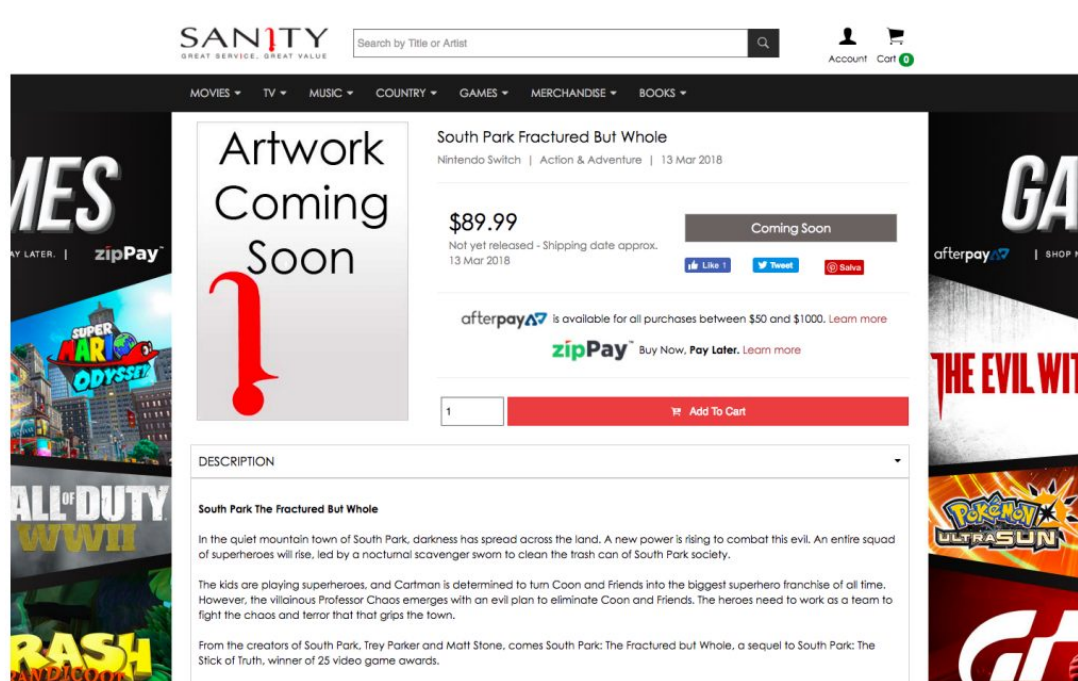 SANITY
GREAT SERVICE, GREAT VALUE
Search by Title or Artist
Account Cart 0
MOVIES TV MUSIC COUNTRY GAMES MERCHANDISE BOOKS
Artwork
Coming
Soon
South Park Fractured But Whole
Nintendo Switch | Action & Adventure | 13 Mar 2018
$89.99
Not yet released - Shipping date approx.
13 Mar 2018
Coming Soon
Like 1 Tweet Salva
afterpay is available for all purchases between $50 and $1000. Learn more
zipPay Buy Now, Pay Later. Learn more
1 Add To Cart
DESCRIPTION
South Park The Fractured But Whole
In the quiet mountain town of South Park, darkness has spread across the land. A new power is rising to combat this evil. An entire squad
of superheroes will rise, led by a nocturnal scavenger sworn to clean the trash can of South Park society.
The kids are playing superheroes, and Cartman is determined to turn Coon and Friends into the biggest superhero franchise of all time.
However, the villainous Professor Chaos emerges with an evil plan to eliminate Coon and Friends. The heroes need to work as a team to
fight the chaos and terror that that grips the town.
From the creators of South Park, Trey Parker and Matt Stone, comes South Park: The Fractured but Whole, a sequel to South Park: The
Stick of Truth, winner of 25 video game awards.
MES
AY LATER. | zipPay
SUPER
MARIO
ODYSSEY
ALL OF DUTY
WWII
RASH
ANDICOOT
GA
afterpay | SHOP N
THE EVIL WIT
POKéMON
ULTRA SUN
GT